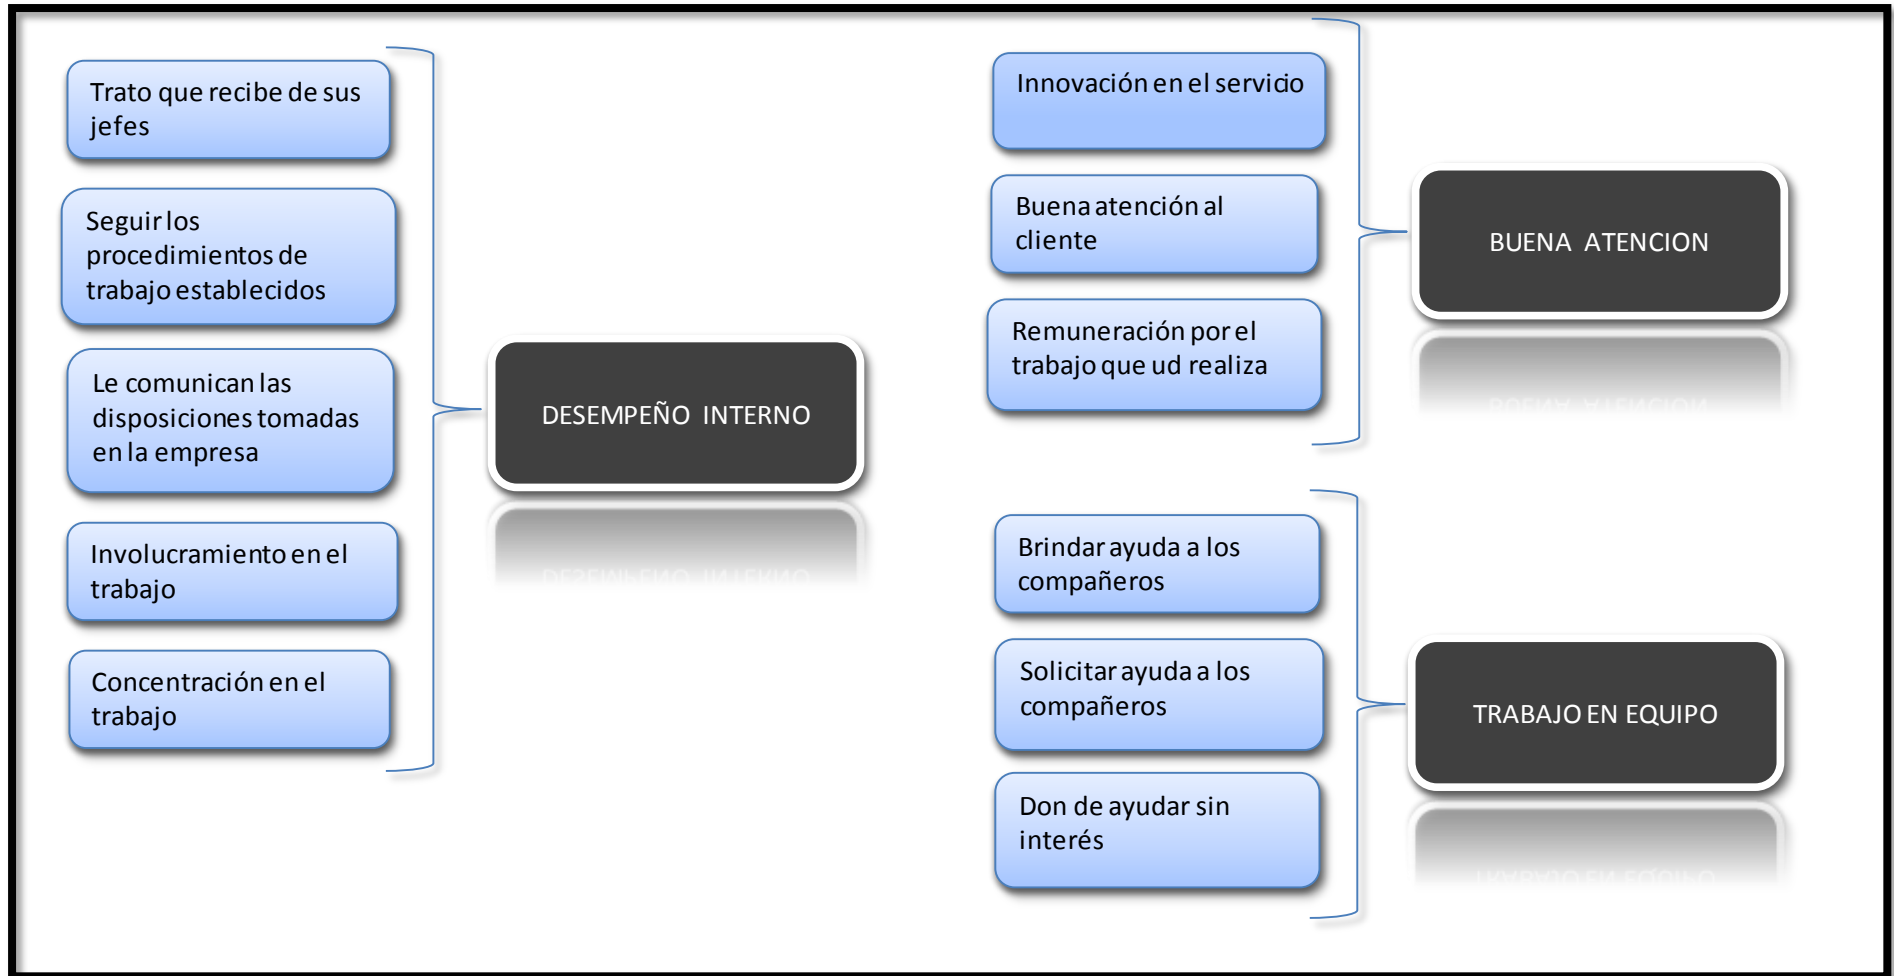 Trato que recibe de sus
jefes
Seguir los
procedimientos de
trabajo establecidos
Le comunican las
disposiciones tomadas
en la empresa
Involucramiento en el
trabajo
Concentración en el
trabajo
DESEMPEÑO INTERNO
Innovación en el servicio
Buena atención al
cliente
Remuneración por el
trabajo que ud realiza
BUENA ATENCION
Brindar ayuda a los
compañeros
Solicitar ayuda a los
compañeros
Don de ayudar sin
interés
TRABAJO EN EQUIPO